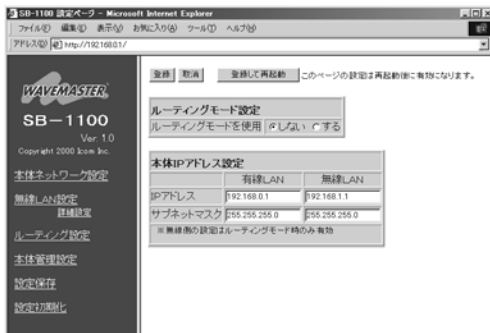 SB-1100 設定ページ - Microsoft Internet Explorer
ファイル(F) 編集(E) 表示(V) お気に入り(A) ツール(T) ヘルプ(H)
アドレス(D) http://192.168.0.1/
WAVEMASTER
SB-1100
Ver. 1.0
Copyright 2000 Icom Inc.
本体ネットワーク設定
無線LAN設定
詳細設定
ルーティング設定
本体管理設定
設定保存
設定初期化
登録 取消 登録して再起動 このページの設定は再起動後に有効になります。
ルーティングモード設定
ルーティングモードを使用 しない する
本体IPアドレス設定
有線LAN 無線LAN
IPアドレス 192.168.0.1 192.168.1.1
サブネットマスク 255.255.255.0 255.255.255.0
※無線側の設定はルーティングモード時のみ有効